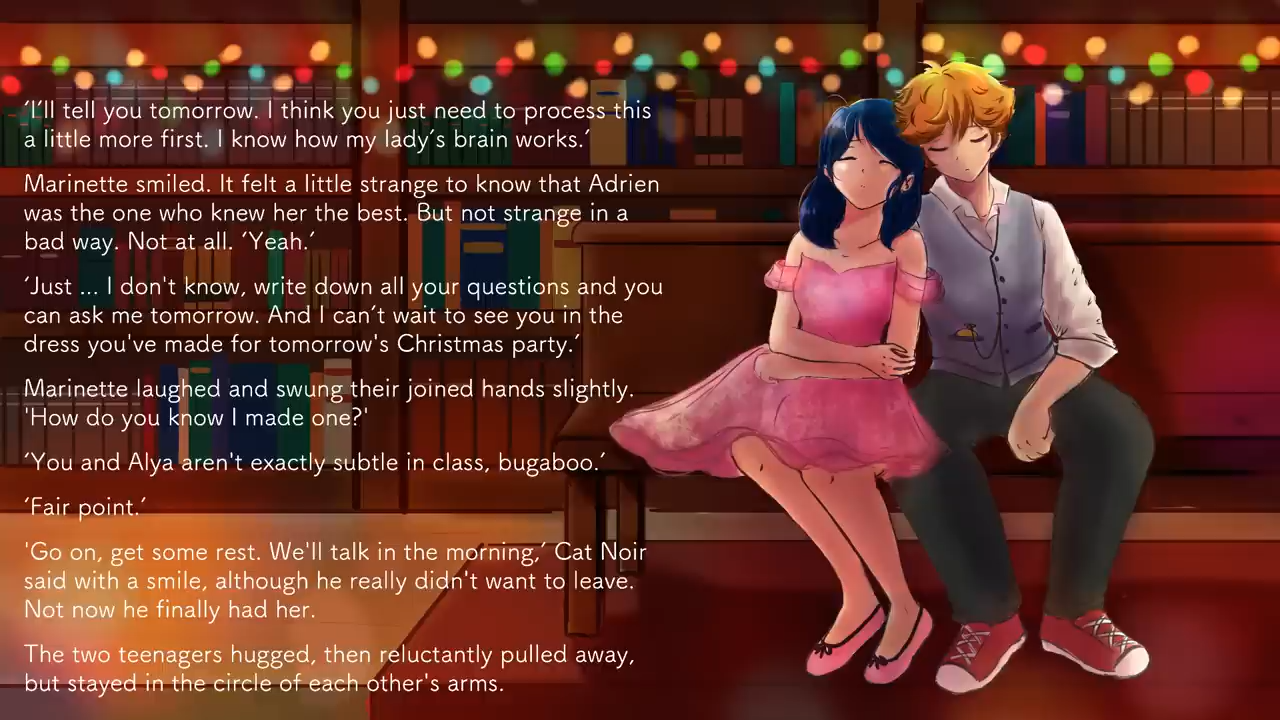 ‘I’ll tell you tomorrow. I think you just need to process this
a little more first. I know how my lady’s brain works.’
Marinette smiled. It felt a little strange to know that Adrien
was the one who knew her the best. But not strange in a
bad way. Not at all. ‘Yeah.’
‘Just ... I don't know, write down all your questions and you
can ask me tomorrow. And I can’t wait to see you in the
dress you've made for tomorrow's Christmas party.’
Marinette laughed and swung their joined hands slightly.
'How do you know I made one?'
‘You and Alya aren't exactly subtle in class, bugaboo.’
‘Fair point.’
'Go on, get some rest. We'll talk in the morning,’ Cat Noir
said with a smile, although he really didn't want to leave.
Not now he finally had her.
The two teenagers hugged, then reluctantly pulled away,
but stayed in the circle of each other's arms.